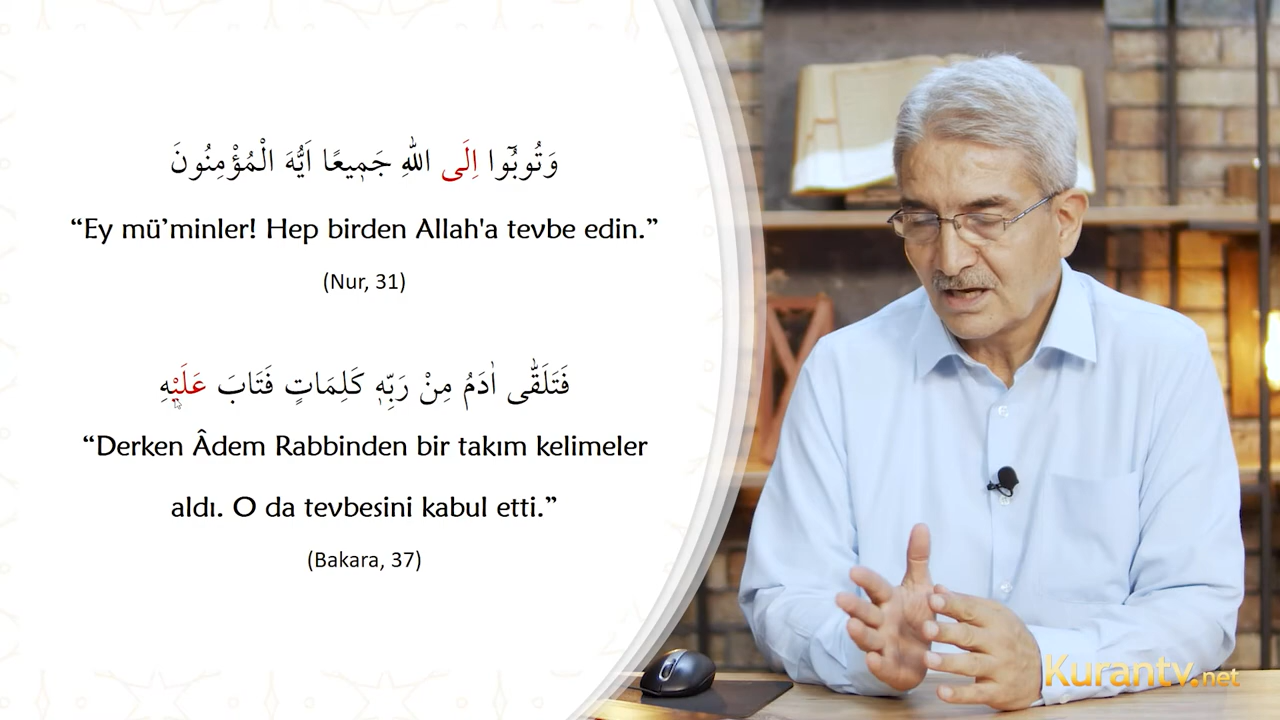 وَتُوبُٓوا اِلَى اللّٰهِ جَم۪يعًا اَيُّهَ الْمُؤْمِنُونَ
“Ey mü’minler! Hep birden Allah'a tevbe edin.”
(Nur, 31)
فَتَلَقّٰٓى اٰدَمُ مِنْ رَبِّه۪ كَلِمَاتٍ فَتَابَ عَلَيْهِ
“Derken Âdem Rabbinden bir takım kelimeler
aldı. O da tevbesini kabul etti.”
(Bakara, 37)
Kurantv.net